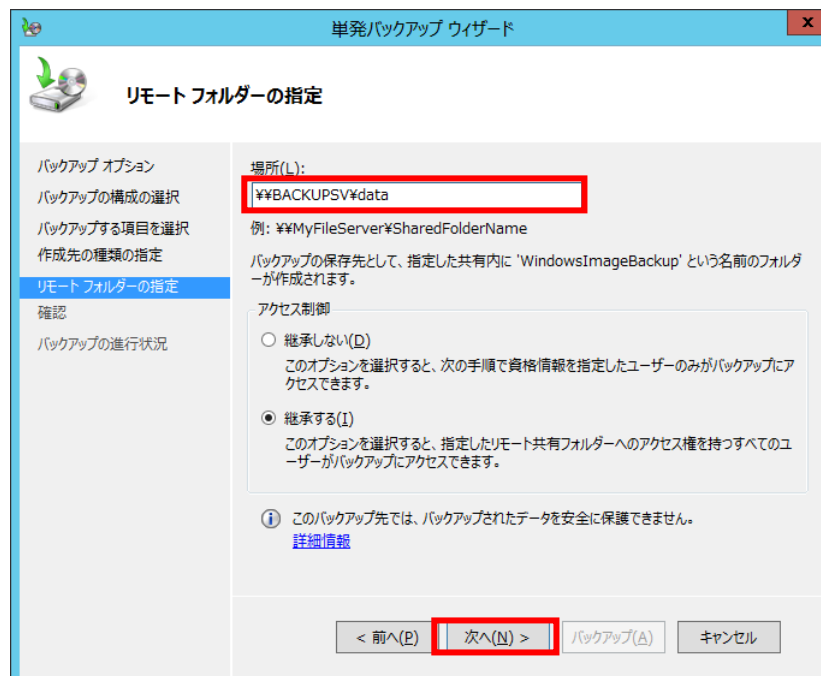 単発バックアップ ウィザード
x
リモート フォルダーの指定
バックアップ オプション
バックアップの構成の選択
バックアップする項目を選択
作成先の種類の指定
リモート フォルダーの指定
確認
バックアップの進行状況
場所(L):
¥¥BACKUPSV¥data
例: ¥¥MyFileServer¥SharedFolderName
バックアップの保存先として、指定した共有内に 'WindowsImageBackup' という名前のフォルダ
ーが作成されます。
アクセス制御
継承しない(D)
このオプションを選択すると、次の手順で資格情報を指定したユーザーのみがバックアップにア
クセスできます。
継承する(I)
このオプションを選択すると、指定したリモート共有フォルダーへのアクセス権を持つすべてのユ
ーザーがバックアップにアクセスできます。
このバックアップ先では、バックアップされたデータを安全に保護できません。
詳細情報
< 前へ(P)
次へ(N) >
バックアップ(A)
キャンセル